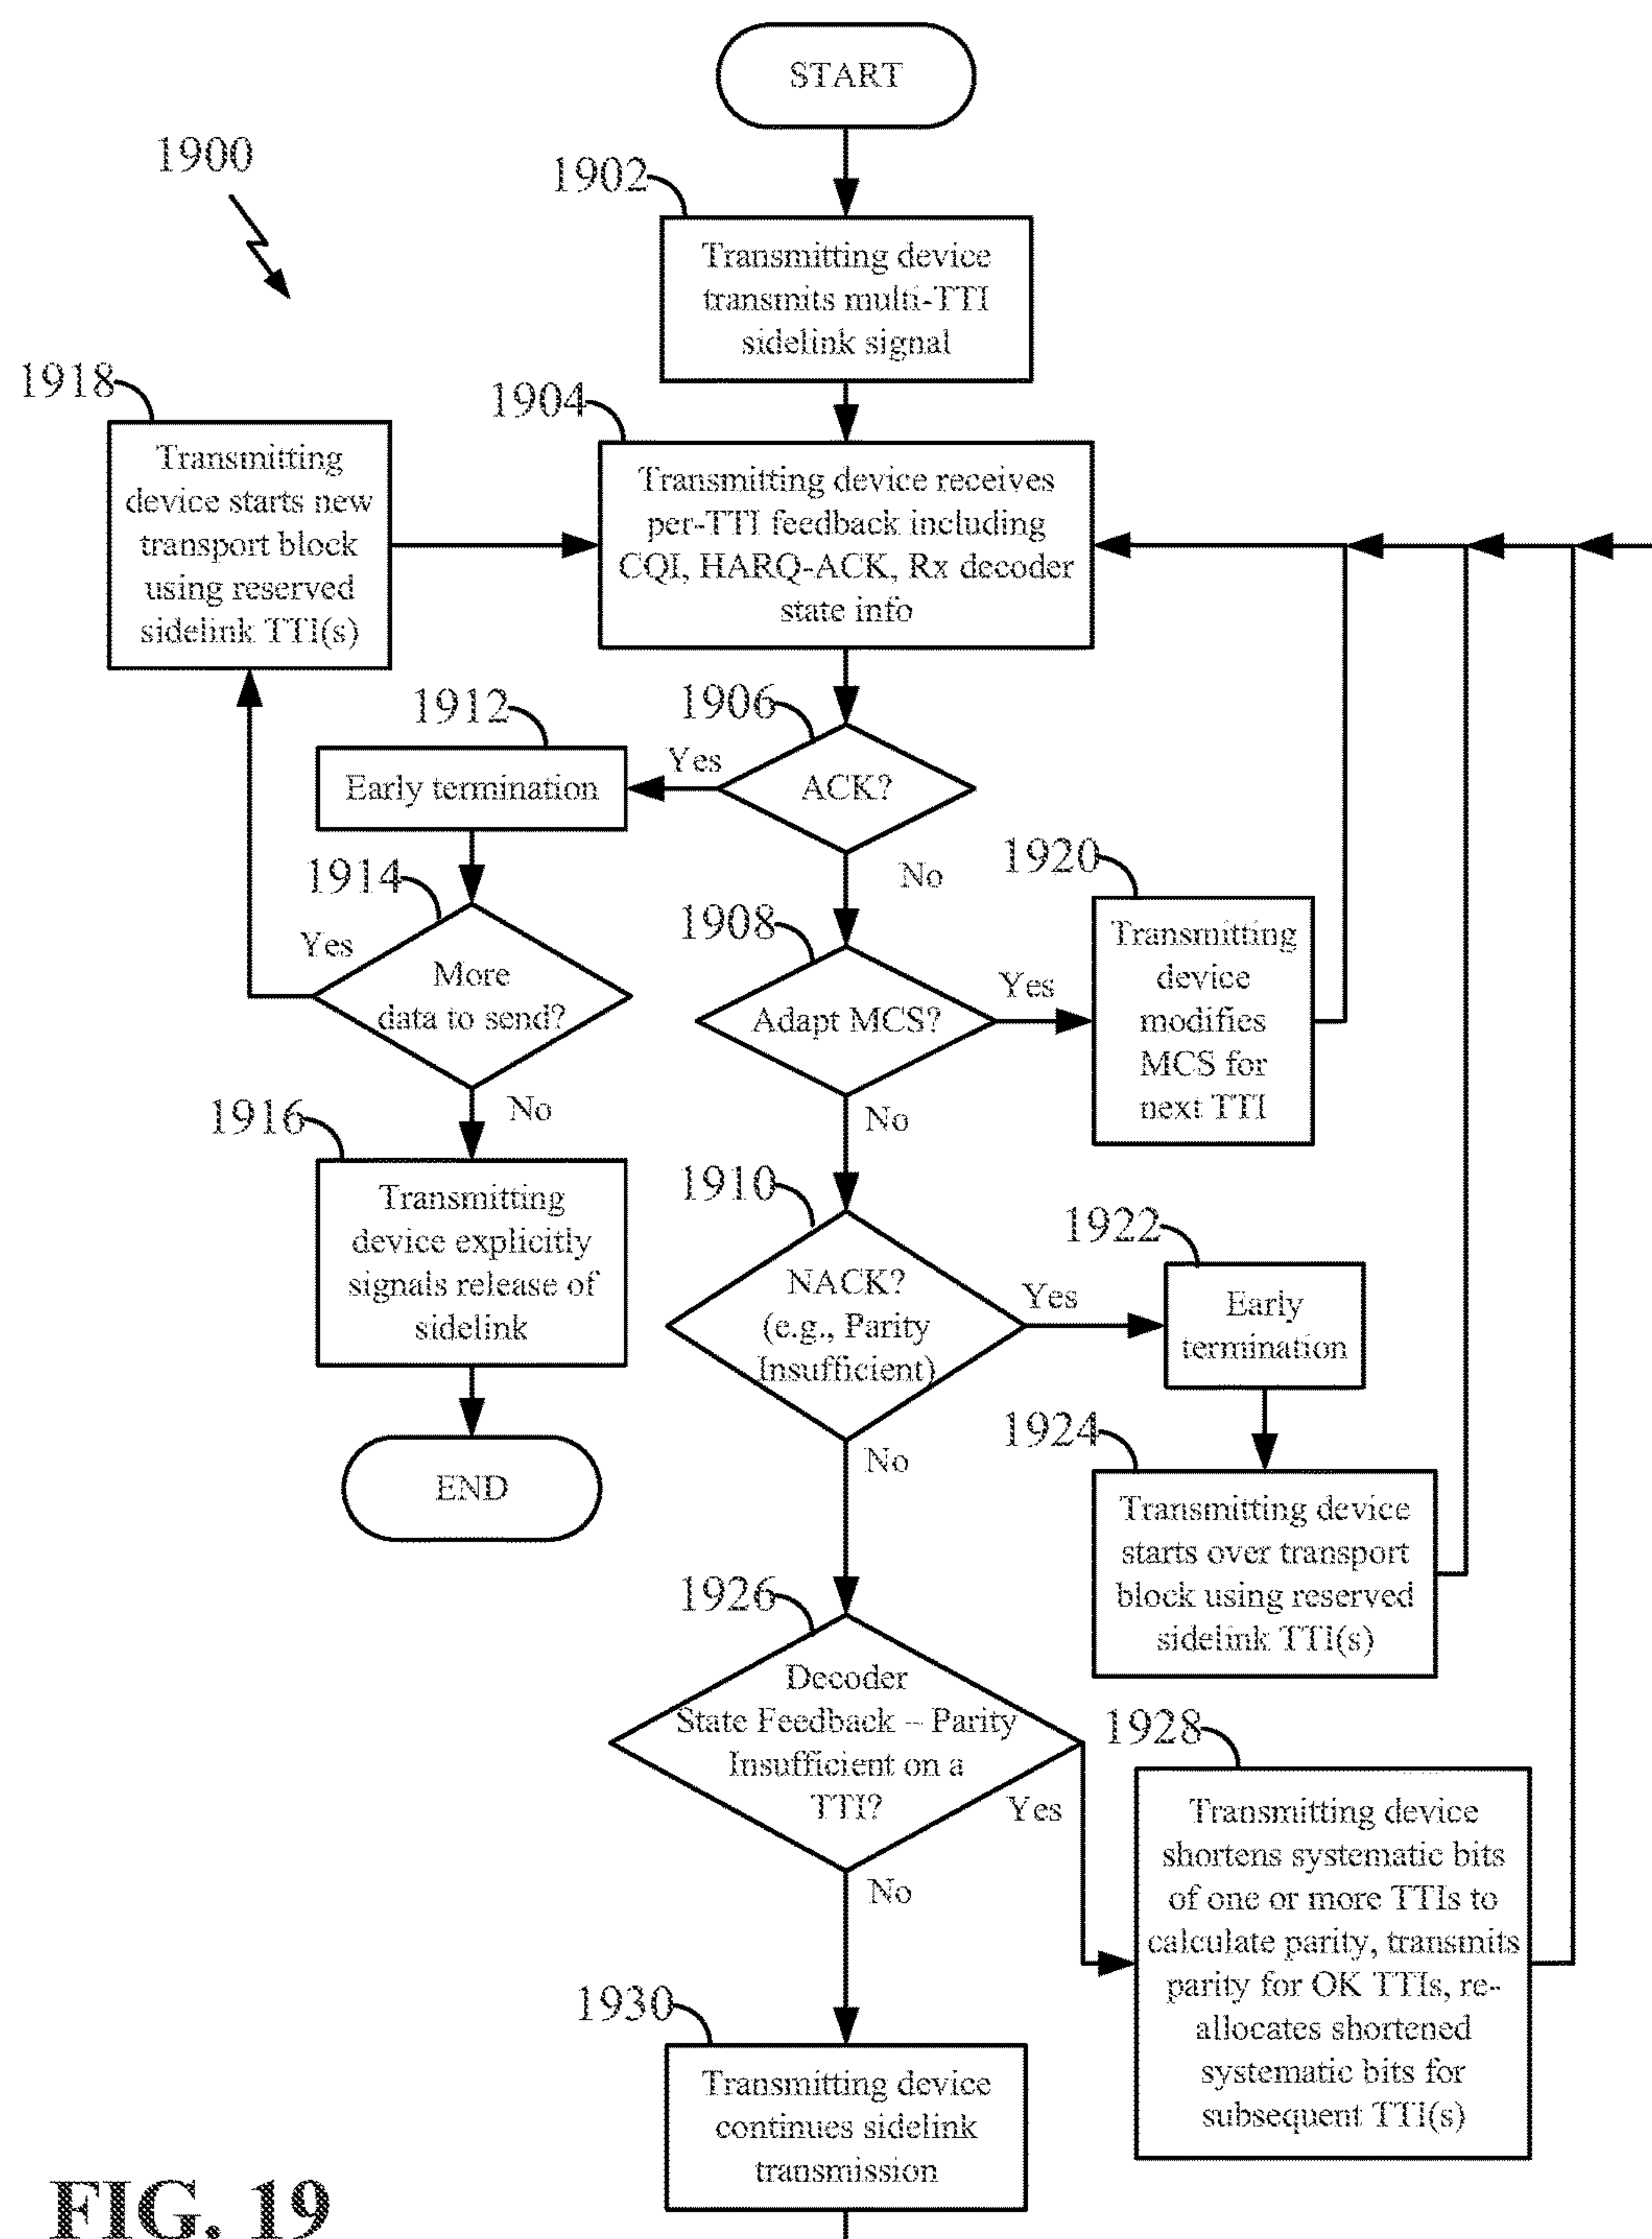 START
1900
1902
Transmitting device
transmits multi-TTI
sidelink signal
1918
Transmitting
device starts new
transport block
using reserved
sidelink TTI(s)
1904
Transmitting device receives
per-TTI feedback including
CQI, HARQ-ACK, Rx decoder
state info
1906
ACK?
Yes
No
1912
Early termination
1914
More
data to send?
Yes
No
1908
Adapt MCS?
Yes
No
1920
Transmitting
device
modifies
MCS for
next TTI
1916
Transmitting
device explicitly
signals release of
sidelink
END
1910
NACK?
(e.g., Parity
Insufficient)
Yes
No
1922
Early
termination
1924
Transmitting device
starts over transport
block using reserved
sidelink TTI(s)
1926
Decoder
State Feedback – Parity
Insufficient on a
TTI?
Yes
No
1928
Transmitting device
shortens systematic bits
of one or more TTIs to
calculate parity, transmits
parity for OK TTIs, re-
allocates shortened
systematic bits for
subsequent TTI(s)
1930
Transmitting device
continues sidelink
transmission
FIG. 19